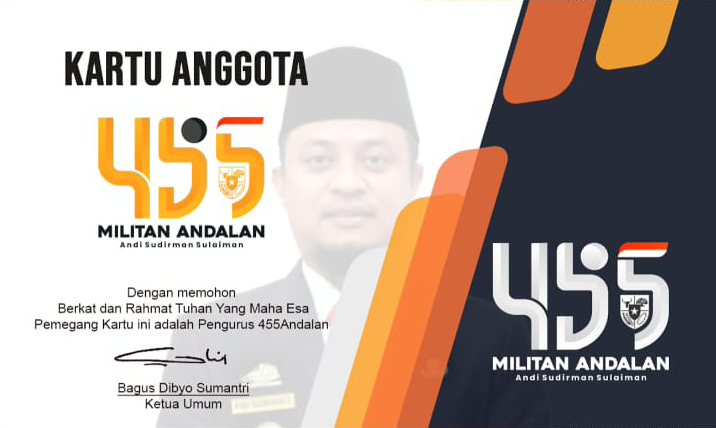 KARTU ANGGOTA
455
MILITAN ANDALAN
Andi Sudirman Sulaiman
Dengan memohon
Berkat dan Rahmat Tuhan Yang Maha Esa
Pemegang Kartu ini adalah Pengurus 455Andalan
Bagus Dibyo Sumantri
Ketua Umum
455
MILITAN ANDALAN
Andi Sudirman Sulaiman